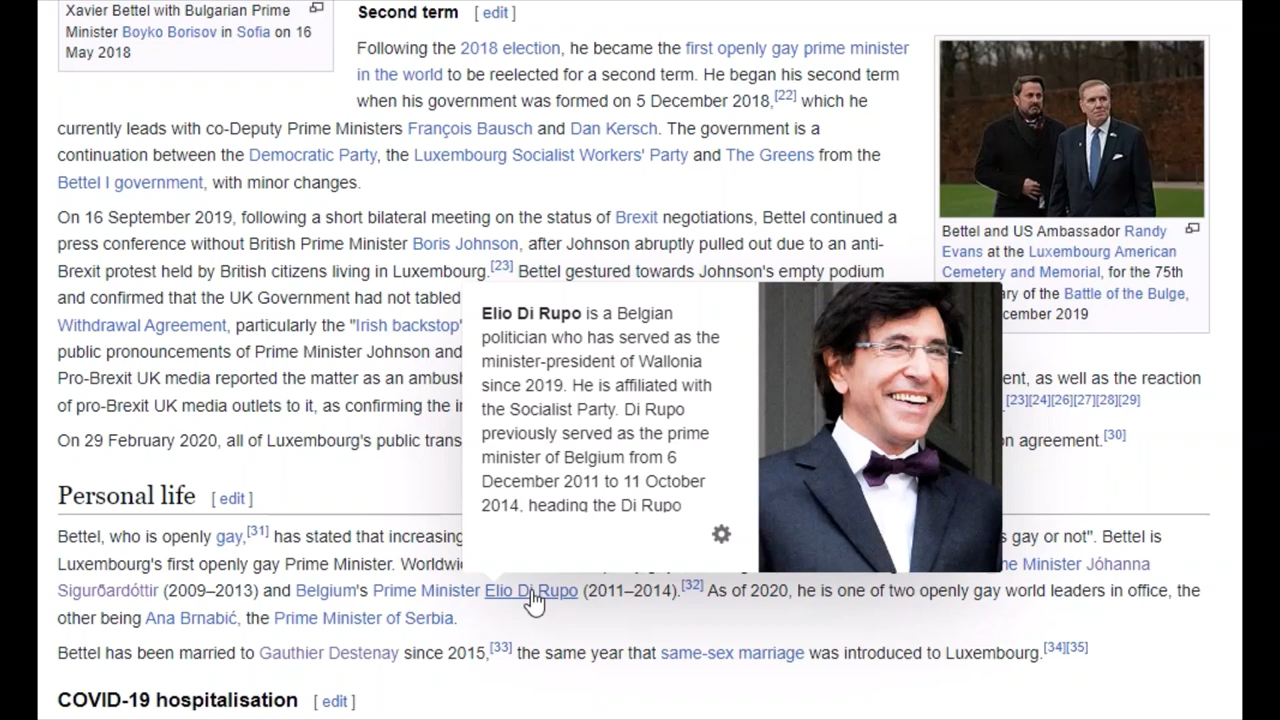 Xavier Bettel with Bulgarian Prime
Minister Boyko Borisov in Sofia on 16
May 2018
Second term [ edit ]
Following the 2018 election, he became the first openly gay prime minister
in the world to be reelected for a second term. He began his second term
when his government was formed on 5 December 2018,[22] which he
currently leads with co-Deputy Prime Ministers François Bausch and Dan Kersch. The government is a
continuation between the Democratic Party, the Luxembourg Socialist Workers' Party and The Greens from the
Bettel I government, with minor changes.
Bettel and US Ambassador Randy
Evans at the Luxembourg American
Cemetery and Memorial, for the 75th
ary of the Battle of the Bulge,
cember 2019
On 16 September 2019, following a short bilateral meeting on the status of Brexit negotiations, Bettel continued a
press conference without British Prime Minister Boris Johnson, after Johnson abruptly pulled out due to an anti-
Brexit protest held by British citizens living in Luxembourg.[23] Bettel gestured towards Johnson's empty podium
and confirmed that the UK Government had not tabled
Withdrawal Agreement, particularly the "Irish backstop"
public pronouncements of Prime Minister Johnson and
Pro-Brexit UK media reported the matter as an ambus ent, as well as the reaction
of pro-Brexit UK media outlets to it, as confirming the i [23][24][26][27][28][29]
On 29 February 2020, all of Luxembourg's public trans n agreement.[30]
Elio Di Rupo is a Belgian
politician who has served as the
minister-president of Wallonia
since 2019. He is affiliated with
the Socialist Party. Di Rupo
previously served as the prime
minister of Belgium from 6
December 2011 to 11 October
2014, heading the Di Rupo
Personal life [ edit ]
Bettel, who is openly gay,[31] has stated that increasing s gay or not". Bettel is
Luxembourg's first openly gay Prime Minister. Worldwi ne Minister Jóhanna
Sigurðardóttir (2009–2013) and Belgium's Prime Minister Elio Di Rupo (2011–2014).[32] As of 2020, he is one of two openly gay world leaders in office, the
other being Ana Brnabić, the Prime Minister of Serbia.
Bettel has been married to Gauthier Destenay since 2015,[33] the same year that same-sex marriage was introduced to Luxembourg.[34][35]
COVID-19 hospitalisation [ edit ]